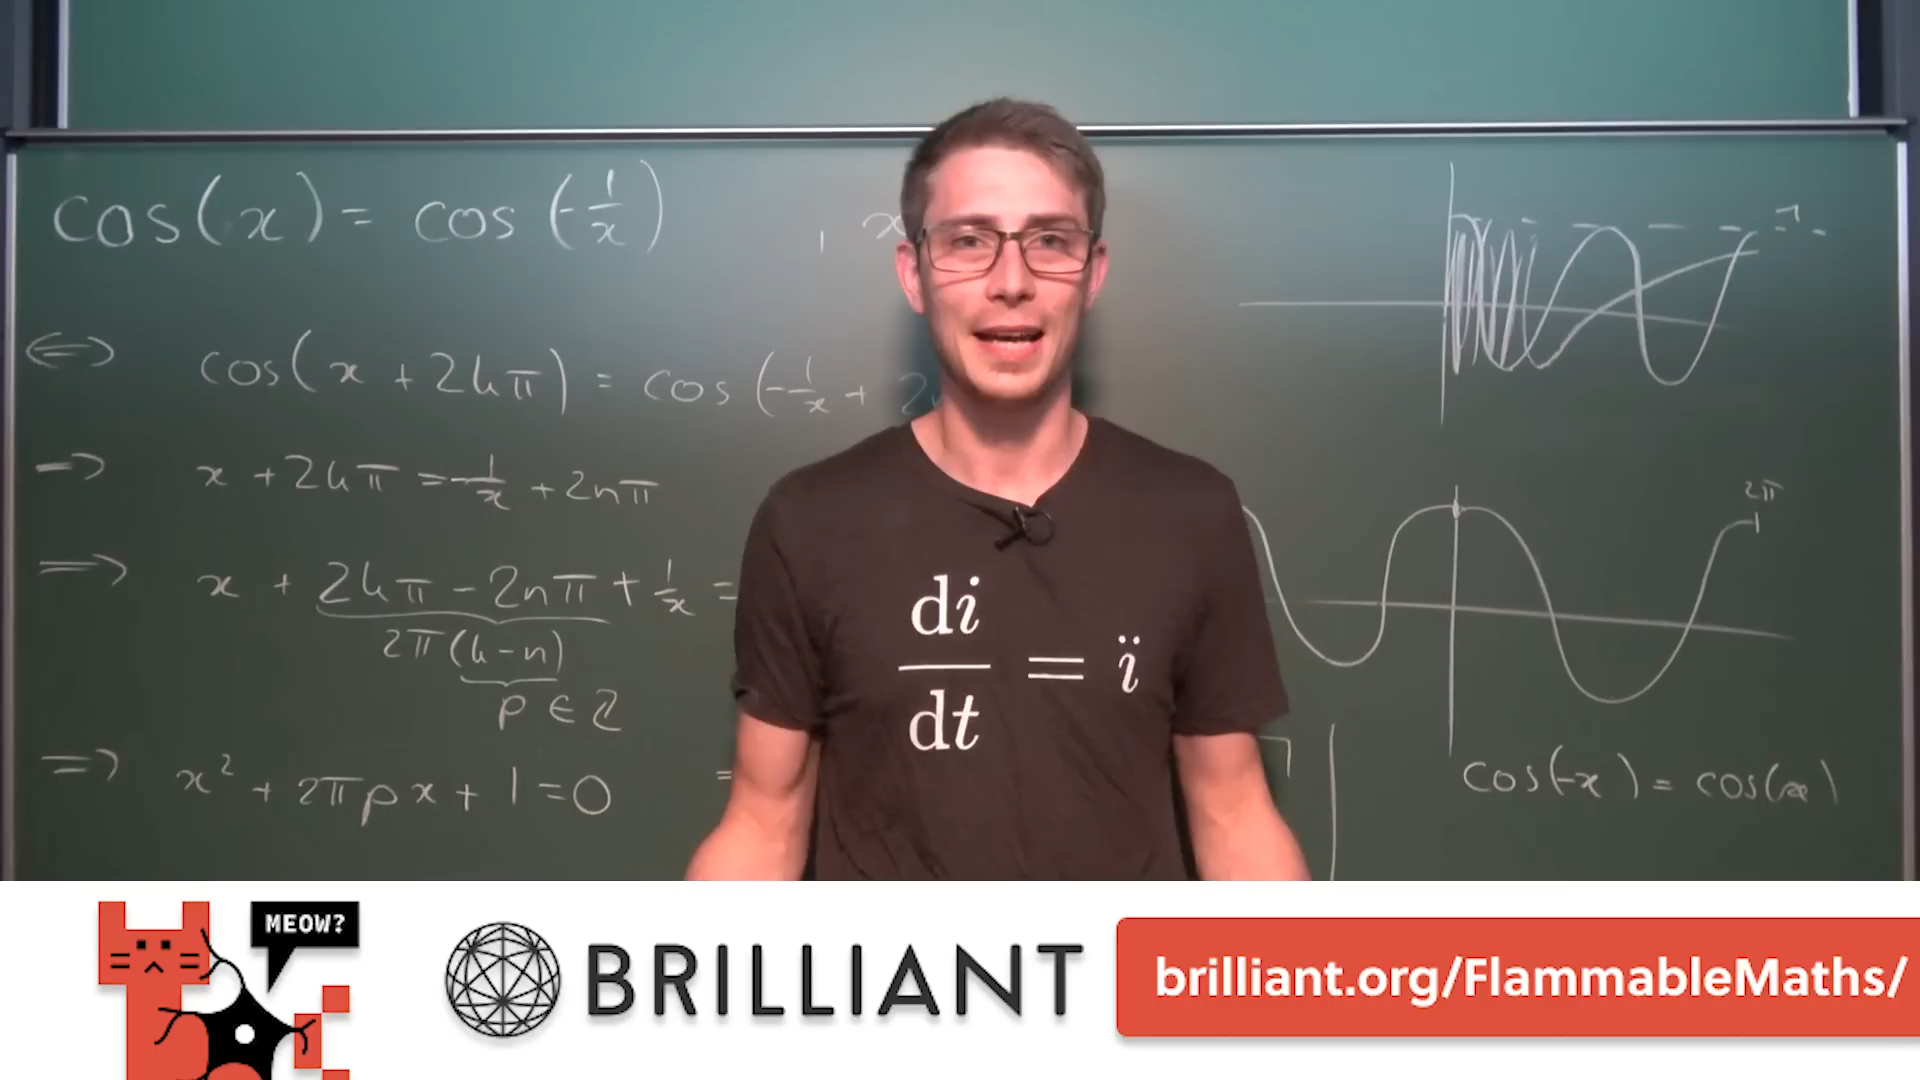 cos(x) = cos(-1/x) , x
⇔ cos(x + 2kπ) = cos(-1/x + 2
→ x + 2kπ = -1/x + 2nπ
⇒ x + 2kπ - 2nπ + 1/x =
2π(k-n)
p ∈ ℤ
⇒ x² + 2πpx + 1 = 0 =
2π
cos(-x) = cos(x)
di/dt = ï
MEOW?
BRILLIANT
brilliant.org/FlammableMaths/